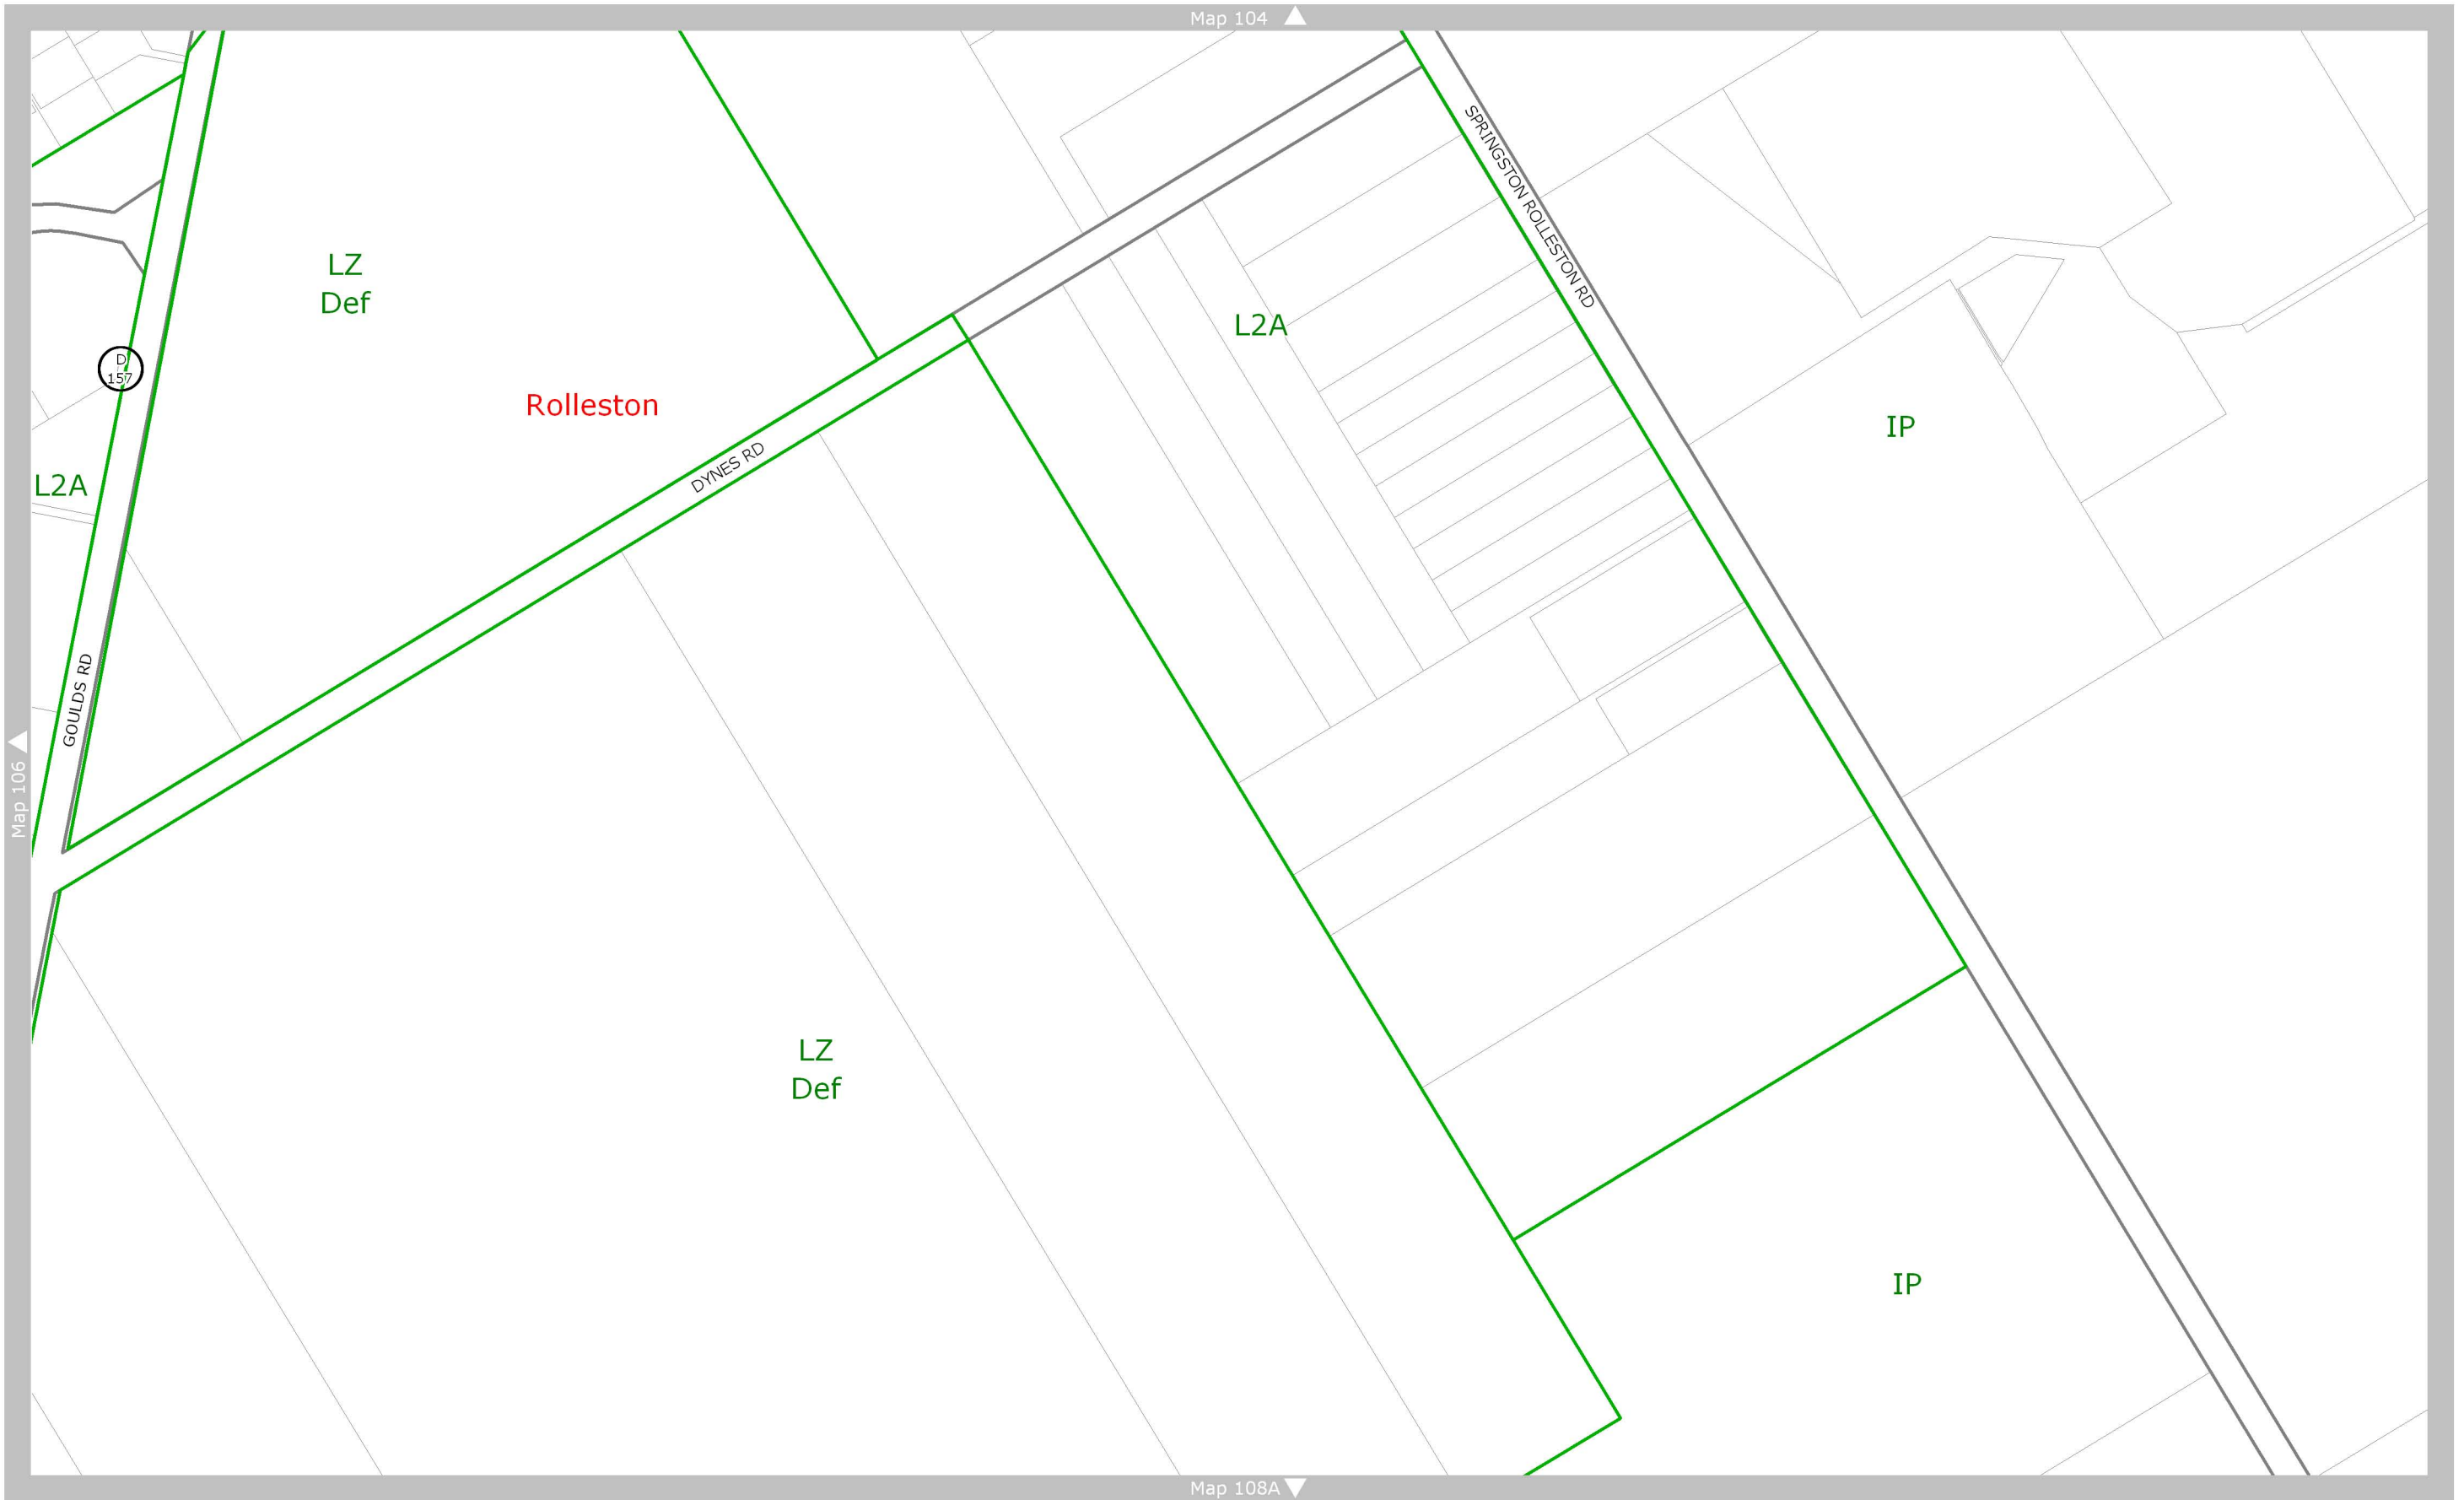 Map 104
SPRINGSTON ROLLESTON RD
LZ
Def
L2A
D
157
Rolleston
IP
DYNES RD
L2A
GOULDS RD
Map 106
LZ
Def
IP
Map 108A